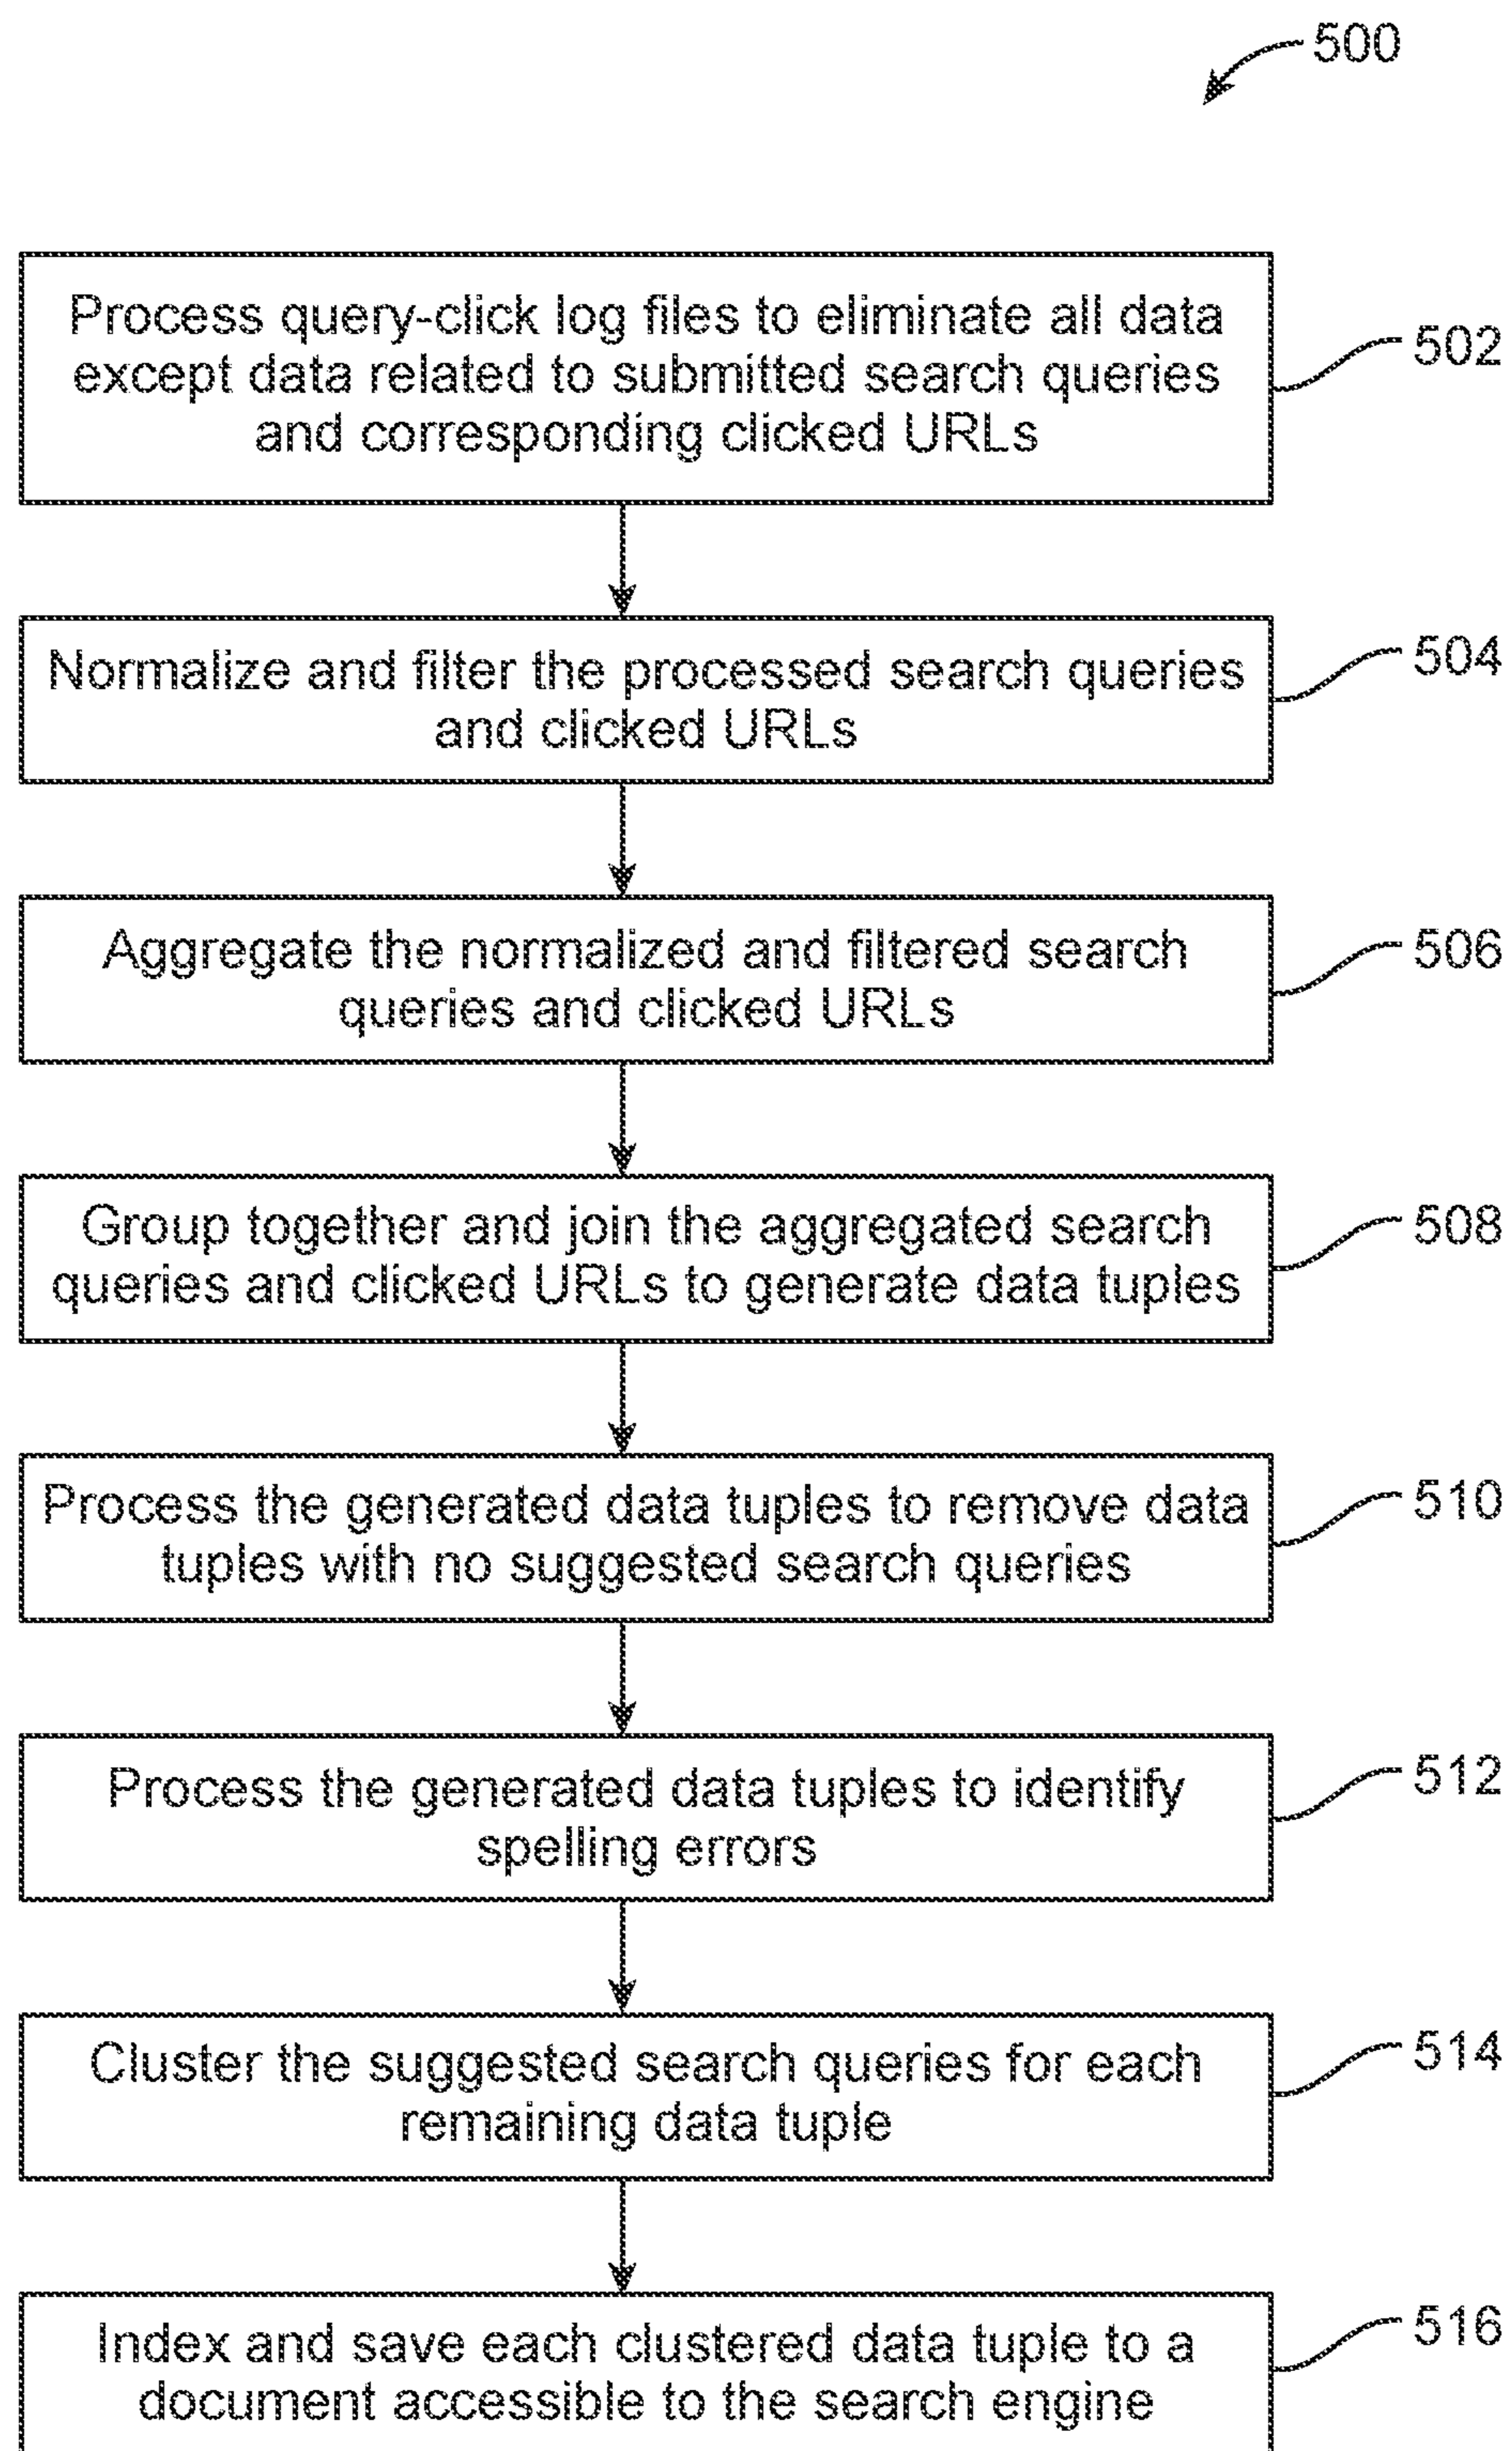 500
Process query-click log files to eliminate all data
except data related to submitted search queries
and corresponding clicked URLs
502
Normalize and filter the processed search queries
and clicked URLs
504
Aggregate the normalized and filtered search
queries and clicked URLs
506
Group together and join the aggregated search
queries and clicked URLs to generate data tuples
508
Process the generated data tuples to remove data
tuples with no suggested search queries
510
Process the generated data tuples to identify
spelling errors
512
Cluster the suggested search queries for each
remaining data tuple
514
Index and save each clustered data tuple to a
document accessible to the search engine
516